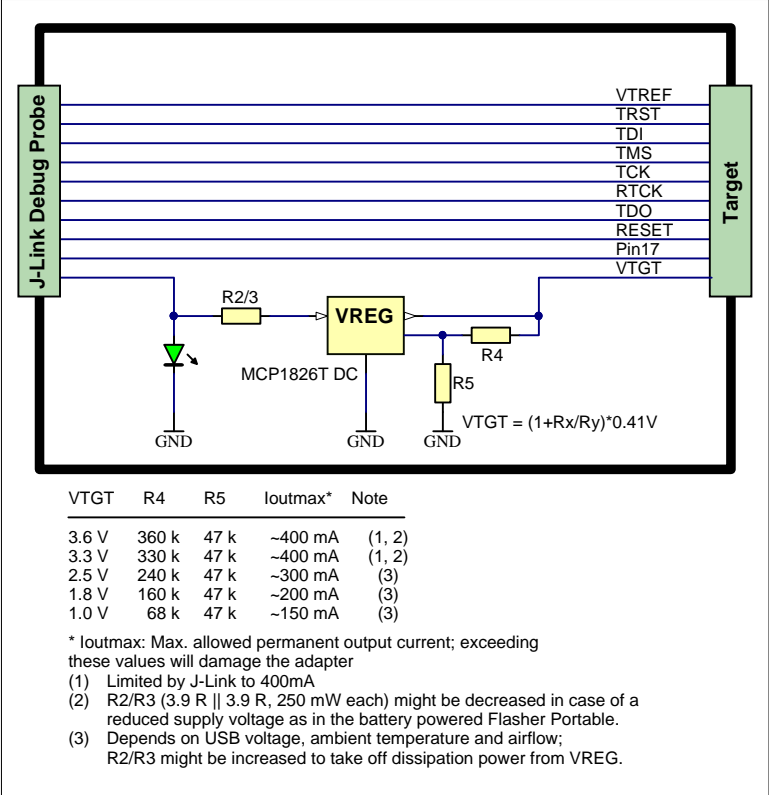 J-Link Debug Probe
Target
VTREF
TRST
TDI
TMS
TCK
RTCK
TDO
RESET
Pin17
VTGT
R2/3
VREG
R4
MCP1826T DC
R5
VTGT = (1+Rx/Ry)*0.41V
GND
GND
GND
VTGT R4 R5 Ioutmax* Note
3.6 V 360 k 47 k ~400 mA (1, 2)
3.3 V 330 k 47 k ~400 mA (1, 2)
2.5 V 240 k 47 k ~300 mA (3)
1.8 V 160 k 47 k ~200 mA (3)
1.0 V 68 k 47 k ~150 mA (3)
* Ioutmax: Max. allowed permanent output current; exceeding
these values will damage the adapter
(1) Limited by J-Link to 400mA
(2) R2/R3 (3.9 R || 3.9 R, 250 mW each) might be decreased in case of a
reduced supply voltage as in the battery powered Flasher Portable.
(3) Depends on USB voltage, ambient temperature and airflow;
R2/R3 might be increased to take off dissipation power from VREG.